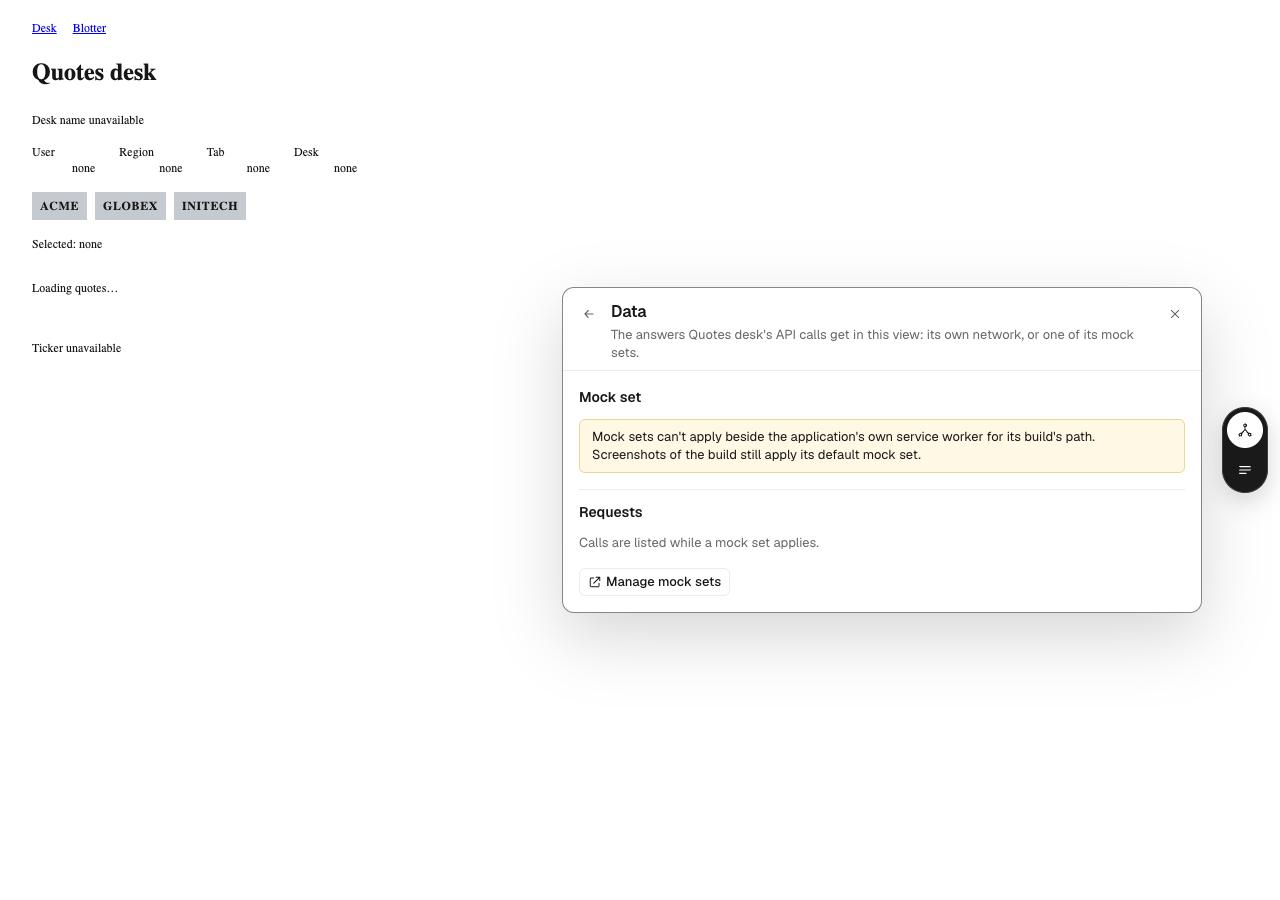 Desk Blotter
Quotes desk
Desk name unavailable
User Region Tab Desk
none none none none
ACME GLOBEX INITECH
Selected: none
Loading quotes…
Ticker unavailable
Data
The answers Quotes desk's API calls get in this view: its own network, or one of its mock
sets.
Mock set
Mock sets can't apply beside the application's own service worker for its build's path.
Screenshots of the build still apply its default mock set.
Requests
Calls are listed while a mock set applies.
Manage mock sets